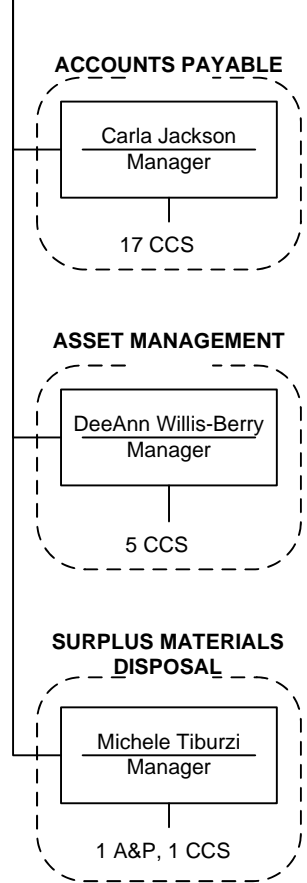 ACCOUNTS PAYABLE
Carla Jackson
Manager
17 CCS
ASSET MANAGEMENT
DeeAnn Willis-Berry
Manager
5 CCS
SURPLUS MATERIALS
DISPOSAL
Michele Tiburzi
Manager
1 A&P, 1 CCS